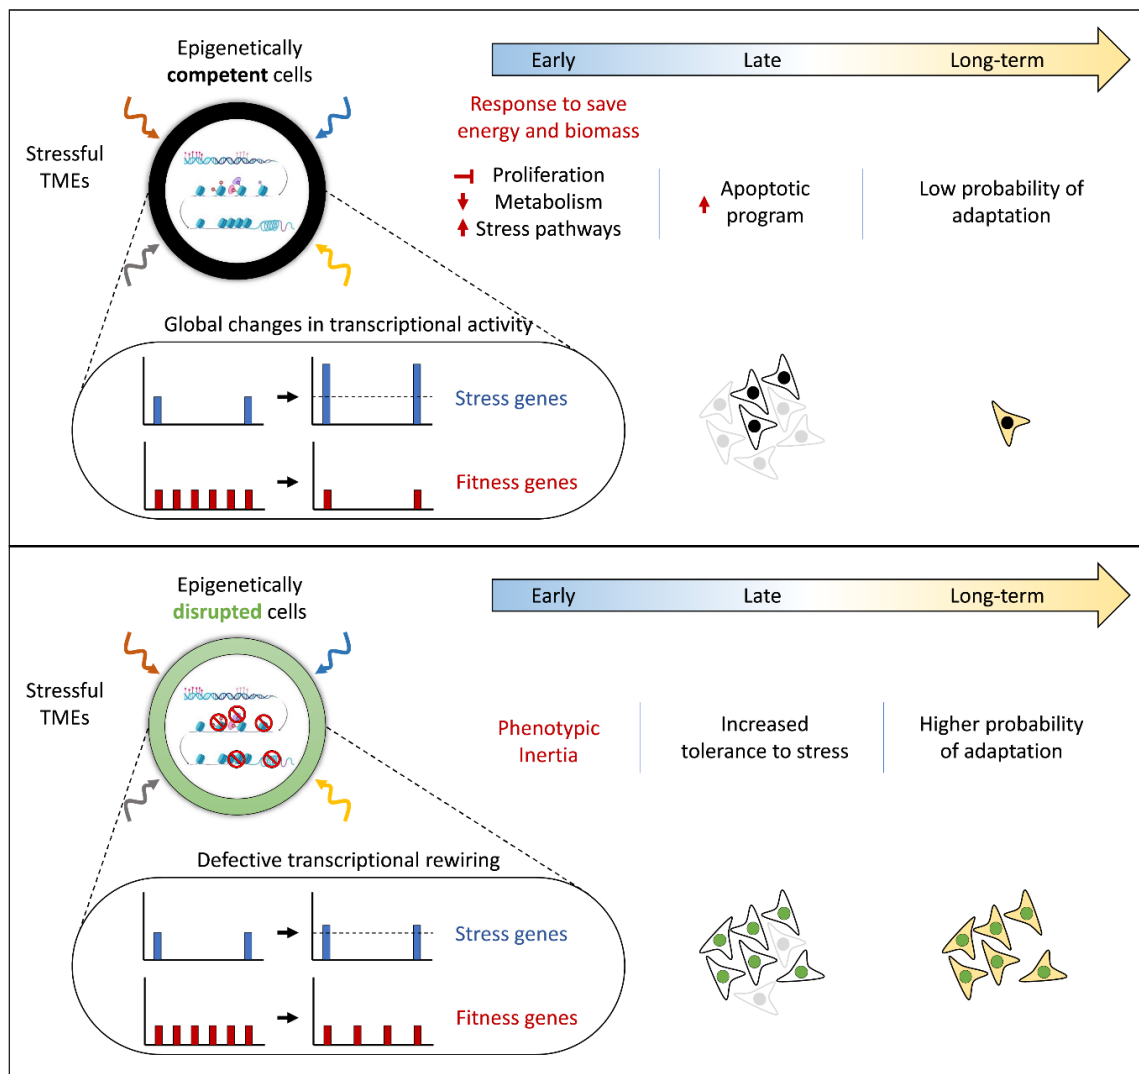 Epigenetically
competent cells
Early
Late
Long-term
Stressful
TMEs
Response to save
energy and biomass
Proliferation
Metabolism
Stress pathways
Apoptotic
program
Low probability of
adaptation
Global changes in transcriptional activity
Stress genes
Fitness genes
Epigenetically
disrupted cells
Early
Late
Long-term
Stressful
TMEs
Phenotypic
Inertia
Increased
tolerance to stress
Higher probability
of adaptation
Defective transcriptional rewiring
Stress genes
Fitness genes